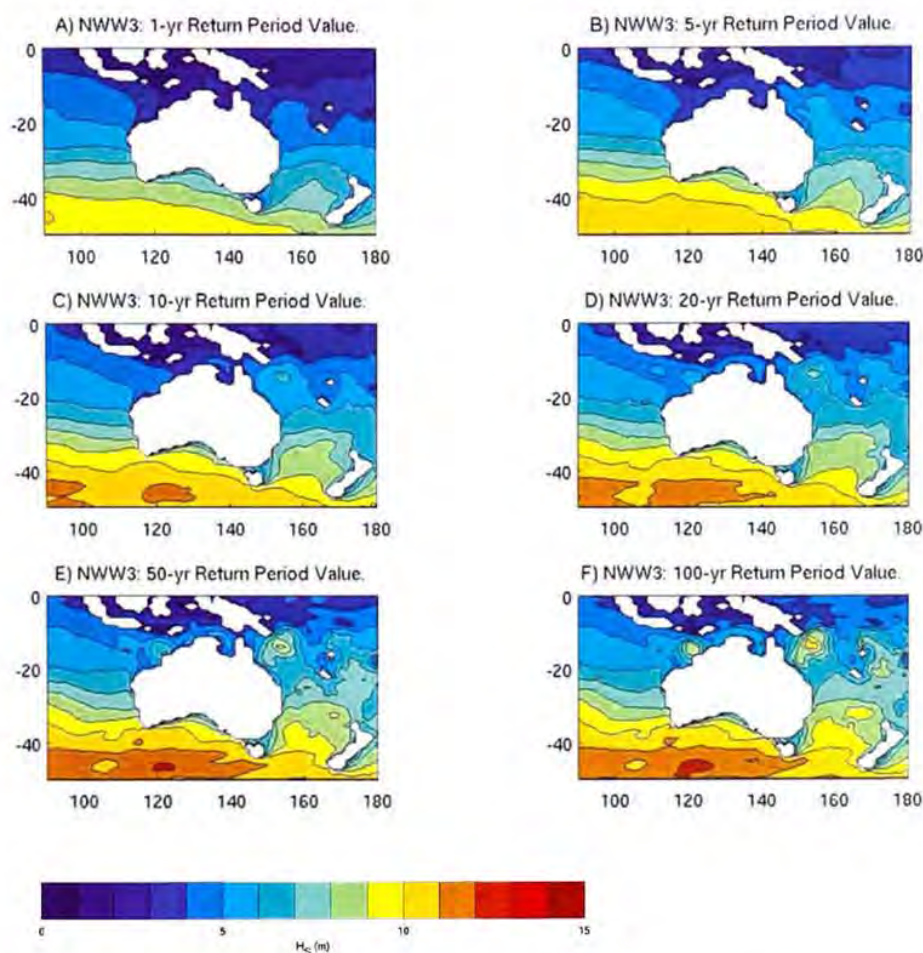 A) NWW3: 1-yr Return Period Value.
B) NWW3: 5-yr Return Period Value.
0
-20
-40
100 120 140 160 180
0
-20
-40
100 120 140 160 180
C) NWW3: 10-yr Return Period Value.
D) NWW3: 20-yr Return Period Value.
0
-20
-40
100 120 140 160 180
0
-20
-40
100 120 140 160 180
E) NWW3: 50-yr Return Period Value.
F) NWW3: 100-yr Return Period Value.
0
-20
-40
100 120 140 160 180
0
-20
-40
100 120 140 160 180
0 5 10 15
H_S (m)